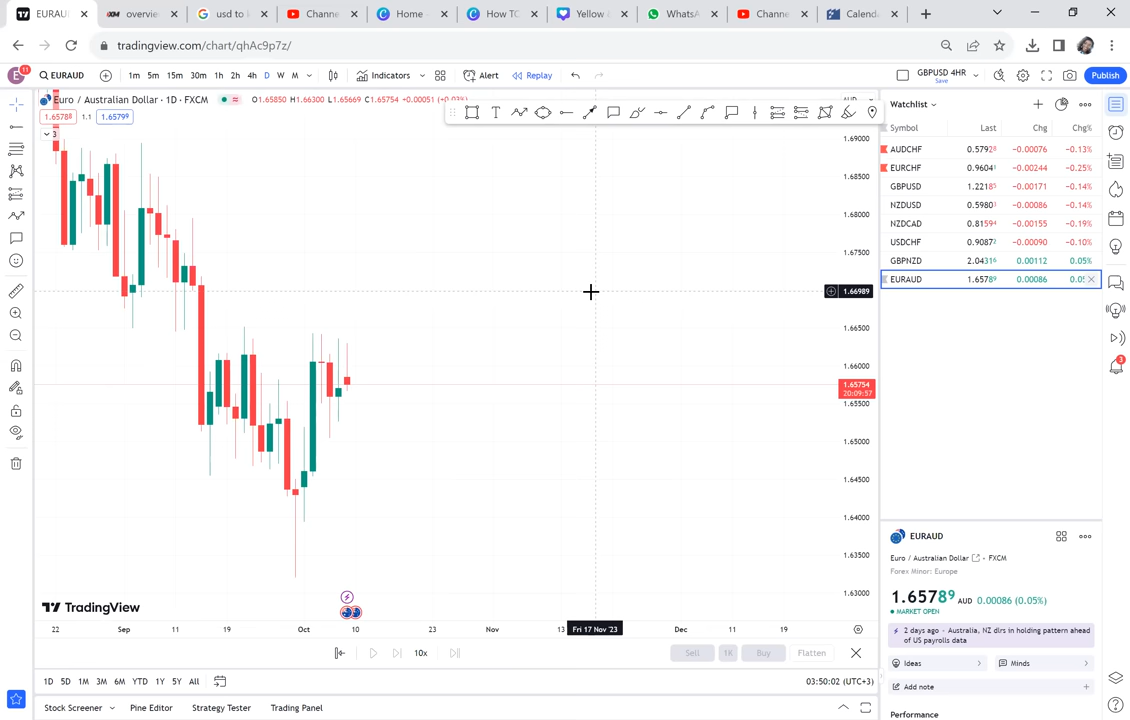 EURAU
overvie
usd to
Channe
Home -
How TC
Yellow &
WhatsA
Channe
Calenda
tradingview.com/chart/qhAc9p7z/
E 11 EURAUD 1m 5m 15m 30m 1h 2h 4h D W M Indicators Alert Replay GBPUSD 4HR Save Publish
Euro / Australian Dollar · 1D · FXCM O1.65850 H1.66300 L1.65669 C1.65754 +0.00051 (+0.03%)
1.65788 1.1 1.65799
3
1.69000
1.68500
1.68000
1.67500
1.66989
1.66500
1.66000
1.65754
20:09:57
1.65500
1.65000
1.64500
1.64000
1.63500
1.63000
TradingView
22 Sep 11 19 Oct 10 23 Nov 13 Fri 17 Nov '23 Dec 11 19
10x Sell 1K Buy Flatten
1D 5D 1M 3M 6M YTD 1Y 5Y All 03:50:02 (UTC+3)
Stock Screener Pine Editor Strategy Tester Trading Panel
Watchlist
Symbol Last Chg Chg%
AUDCHF 0.57928 −0.00076 −0.13%
EURCHF 0.96041 −0.00244 −0.25%
GBPUSD 1.22185 −0.00171 −0.14%
NZDUSD 0.59803 −0.00086 −0.14%
NZDCAD 0.81594 −0.00155 −0.19%
USDCHF 0.90872 −0.00090 −0.10%
GBPNZD 2.04316 0.00112 0.05%
EURAUD 1.65789 0.00086 0.05
3
EURAUD
Euro / Australian Dollar • FXCM
Forex Minor: Europe
1.65789 AUD 0.00086 (0.05%)
MARKET OPEN
2 days ago • Australia, NZ dlrs in holding pattern ahead
of US payrolls data
Ideas Minds
Add note
Performance